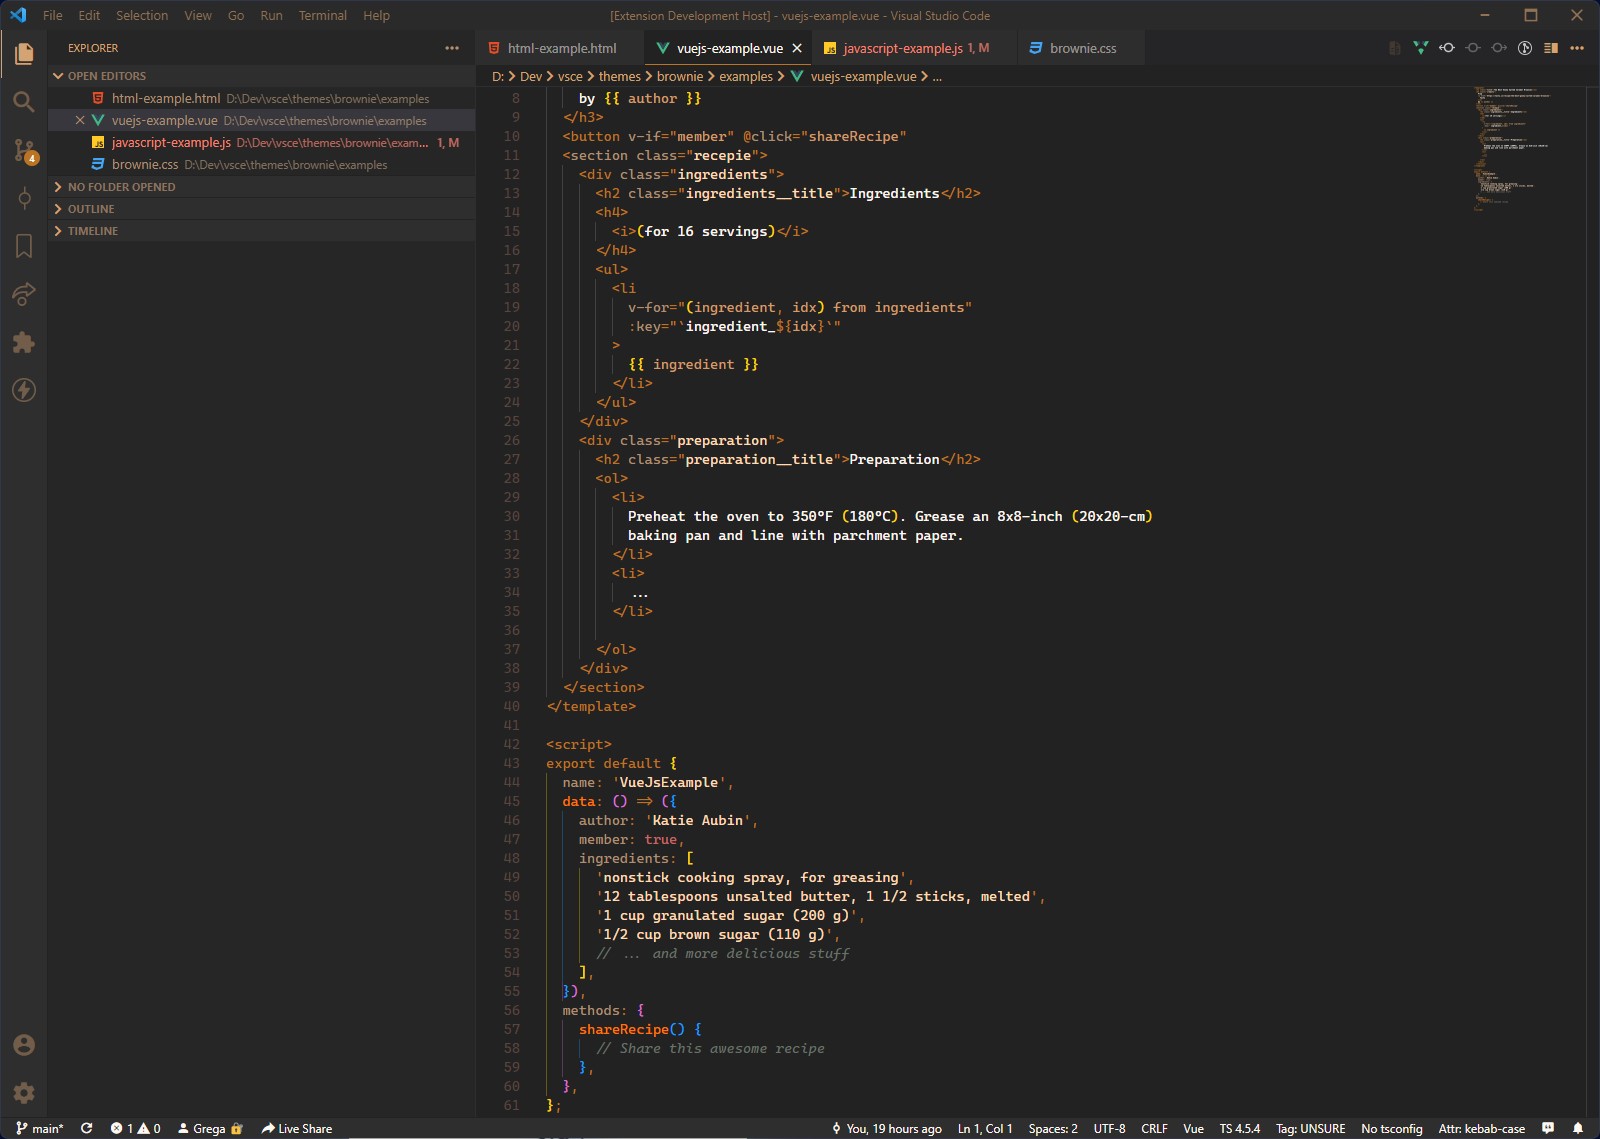 File Edit Selection View Go Run Terminal Help
[Extension Development Host] - vuejs-example.vue - Visual Studio Code
EXPLORER
OPEN EDITORS
html-example.html D:\Dev\vsce\themes\brownie\examples
vuejs-example.vue D:\Dev\vsce\themes\brownie\examples
javascript-example.js D:\Dev\vsce\themes\brownie\exam... 1, M
brownie.css D:\Dev\vsce\themes\brownie\examples
NO FOLDER OPENED
OUTLINE
TIMELINE
4
html-example.html vuejs-example.vue JS javascript-example.js 1, M brownie.css
D: > Dev > vsce > themes > brownie > examples > vuejs-example.vue > ...
8 by {{ author }}
9 </h3>
10 <button v-if="member" @click="shareRecipe"
11 <section class="recepie">
12 <div class="ingredients">
13 <h2 class="ingredients__title">Ingredients</h2>
14 <h4>
15 <i>(for 16 servings)</i>
16 </h4>
17 <ul>
18 <li
19 v-for="(ingredient, idx) from ingredients"
20 :key="`ingredient_${idx}`"
21 >
22 {{ ingredient }}
23 </li>
24 </ul>
25 </div>
26 <div class="preparation">
27 <h2 class="preparation__title">Preparation</h2>
28 <ol>
29 <li>
30 Preheat the oven to 350°F (180°C). Grease an 8x8-inch (20x20-cm)
31 baking pan and line with parchment paper.
32 </li>
33 <li>
34 ...
35 </li>
36
37 </ol>
38 </div>
39 </section>
40 </template>
41
42 <script>
43 export default {
44 name: 'VueJsExample',
45 data: () => ({
46 author: 'Katie Aubin',
47 member: true,
48 ingredients: [
49 'nonstick cooking spray, for greasing',
50 '12 tablespoons unsalted butter, 1 1/2 sticks, melted',
51 '1 cup granulated sugar (200 g)',
52 '1/2 cup brown sugar (110 g)',
53 // ... and more delicious stuff
54 ],
55 }),
56 methods: {
57 shareRecipe() {
58 // Share this awesome recipe
59 },
60 },
61 };
main* 1 0 Grega Live Share You, 19 hours ago Ln 1, Col 1 Spaces: 2 UTF-8 CRLF Vue TS 4.5.4 Tag: UNSURE No tsconfig Attr: kebab-case